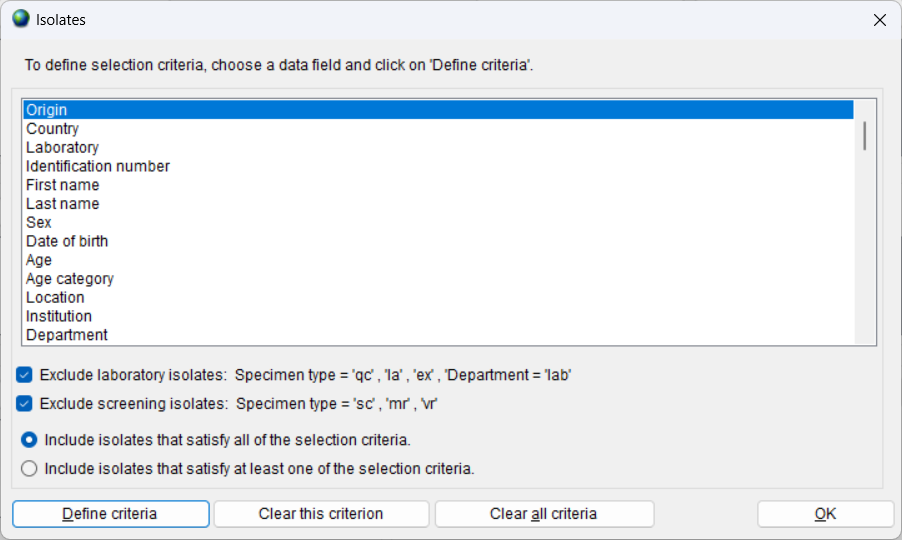 Isolates
To define selection criteria, choose a data field and click on 'Define criteria'.
Origin
Country
Laboratory
Identification number
First name
Last name
Sex
Date of birth
Age
Age category
Location
Institution
Department
Exclude laboratory isolates:  Specimen type = 'qc' , 'la' , 'ex' , 'Department = 'lab'
Exclude screening isolates:  Specimen type = 'sc' , 'mr' , 'vr'
Include isolates that satisfy all of the selection criteria.
Include isolates that satisfy at least one of the selection criteria.
Define criteria
Clear this criterion
Clear all criteria
OK